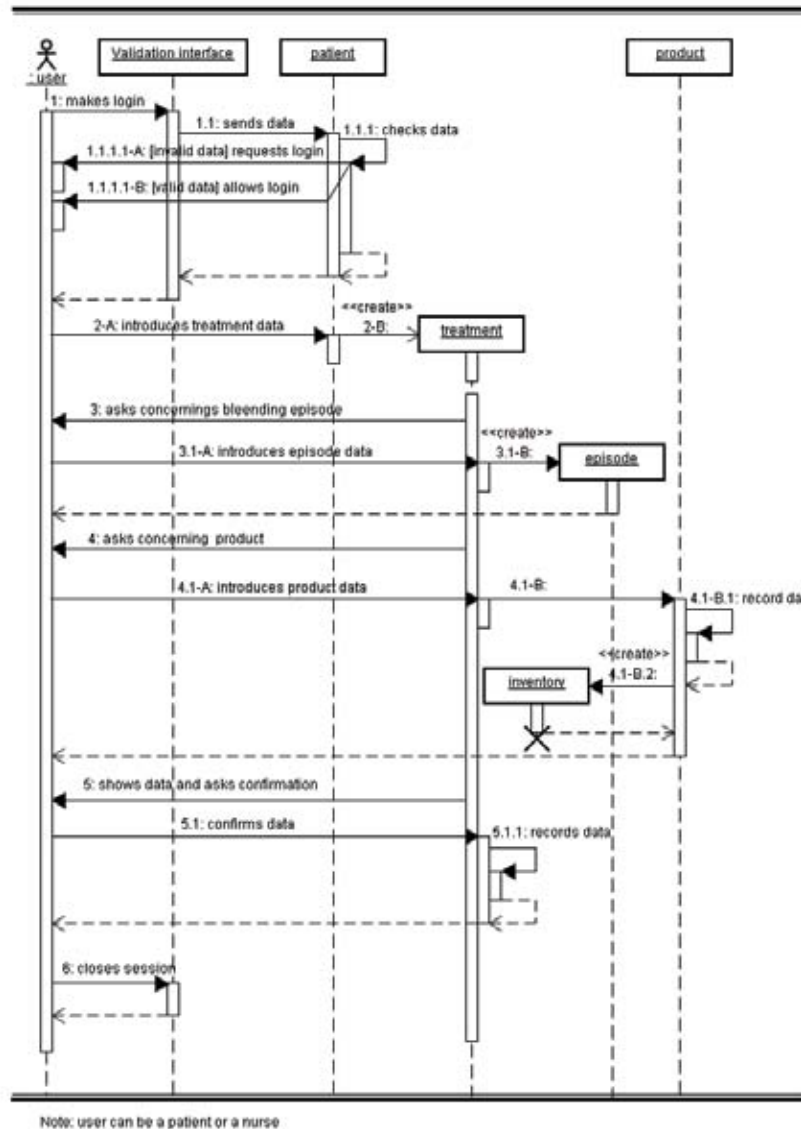 Validation interface
patient
product
: user
1: makes login
1.1: sends data
1.1.1: checks data
1.1.1.1-A: [invalid data] requests login
1.1.1.1-B: [valid data] allows login
<<create>>
2-A: introduces treatment data
2-B:
treatment
3: asks concernings bleending episode
<<create>>
3.1-A: introduces episode data
3.1-B:
episode
4: asks concerning product
4.1-A: introduces product data
4.1-B:
4.1-B.1: record da
<<create>>
4.1-B.2:
inventory
5: shows data and asks confirmation
5.1: confirms data
5.1.1: records data
6: closes session
Note: user can be a patient or a nurse